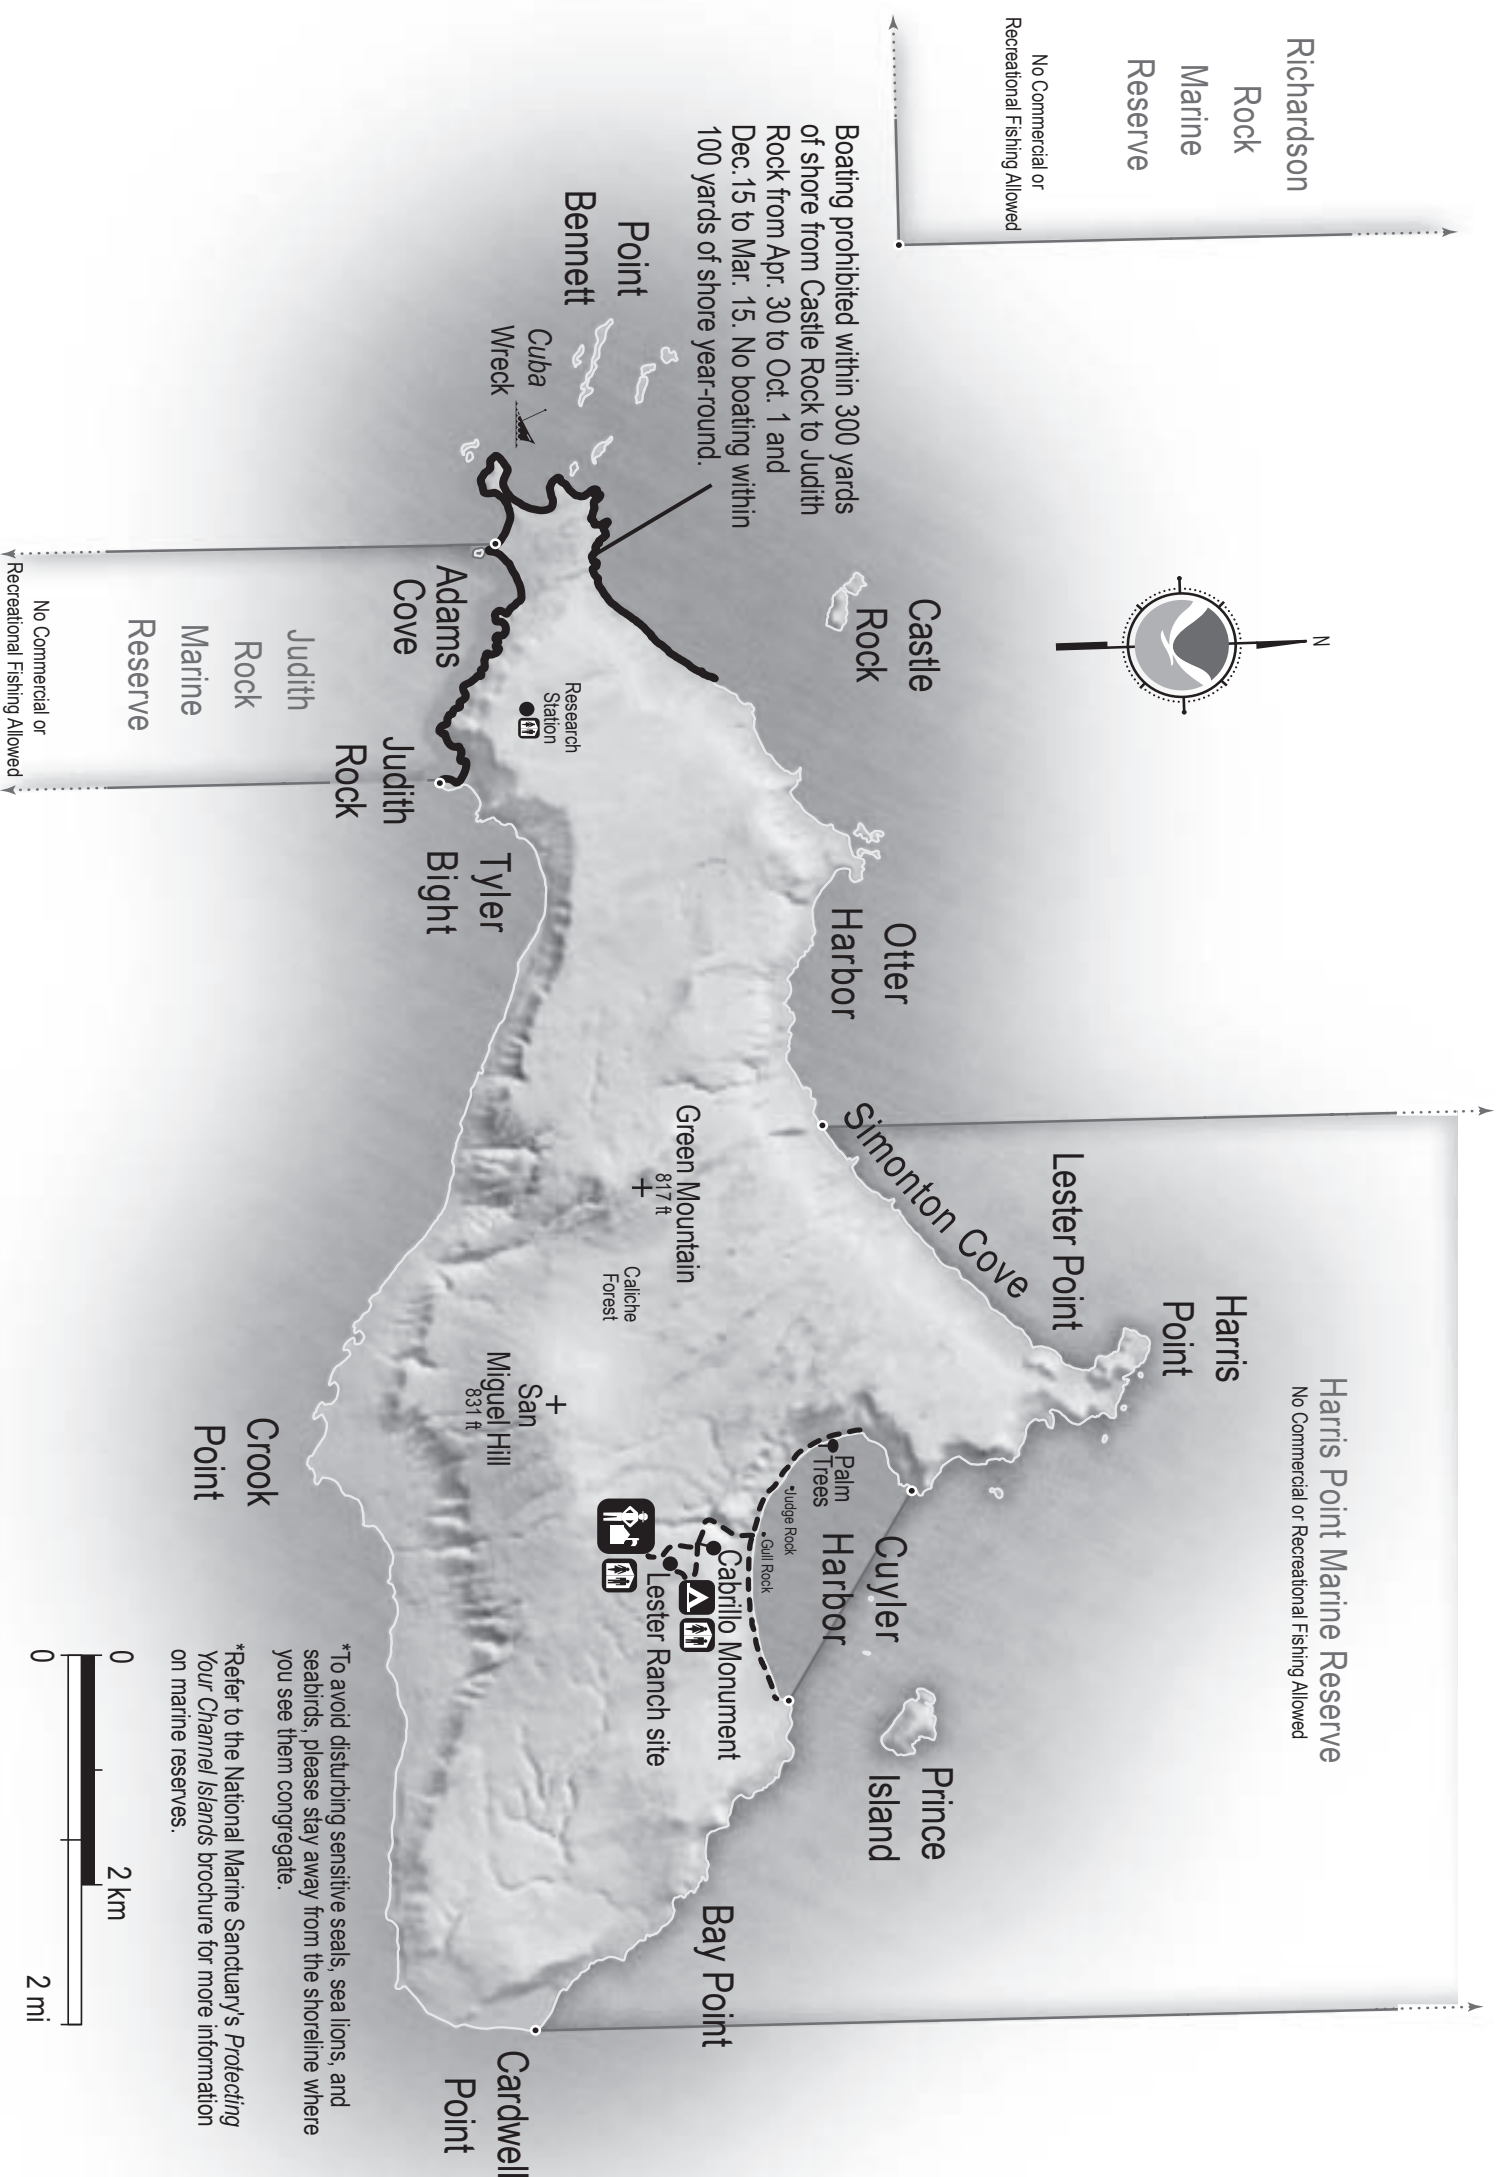 Richardson
Rock
Marine
Reserve
No Commercial or
Recreational Fishing Allowed
N
Boating prohibited within 300 yards
of shore from Castle Rock to Judith
Rock from Apr. 30 to Oct. 1 and
Dec.15 to Mar. 15. No boating within
100 yards of shore year-round.
Point
Bennett
Cuba
Wreck
Castle
Rock
Adams
Cove
Research
Station
Judith
Rock
Marine
Reserve
No Commercial or
Recreational Fishing Allowed
Judith
Rock
Tyler
Bight
Otter
Harbor
Simonton Cove
Lester Point
Harris
Point
Harris Point Marine Reserve
No Commercial or Recreational Fishing Allowed
Green Mountain
817 ft
Caliche
Forest
San
Miguel Hill
831 ft
Crook
Point
Palm
Trees
Judge Rock
Gull Rock
Cuyler
Harbor
Cabrillo Monument
Lester Ranch site
Prince
Island
Bay Point
Cardwell
Point
*To avoid disturbing sensitive seals, sea lions, and
seabirds, please stay away from the shoreline where
you see them congregate.
*Refer to the National Marine Sanctuary's Protecting
Your Channel Islands brochure for more information
on marine reserves.
0
2 km
0
2 mi